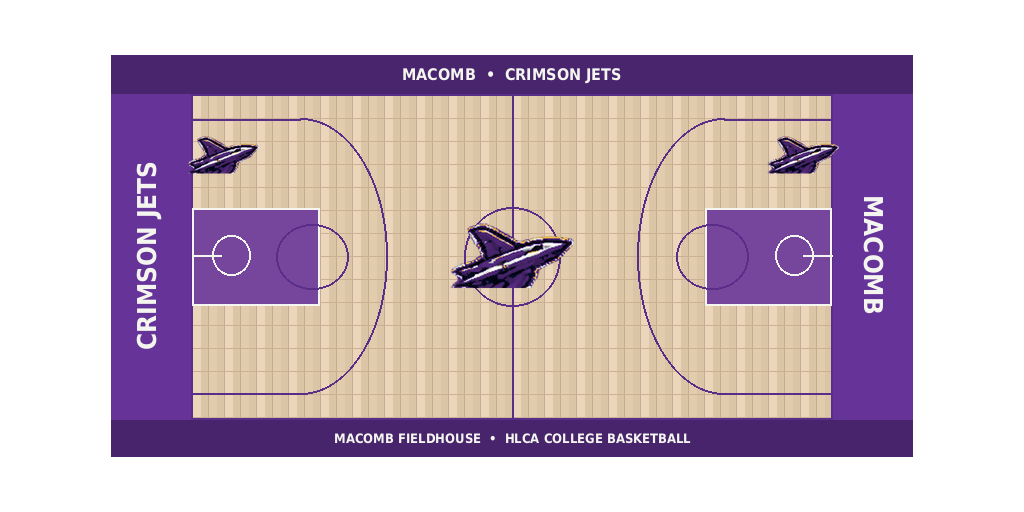 MACOMB • CRIMSON JETS
CRIMSON JETS
MACOMB
MACOMB FIELDHOUSE • HLCA COLLEGE BASKETBALL